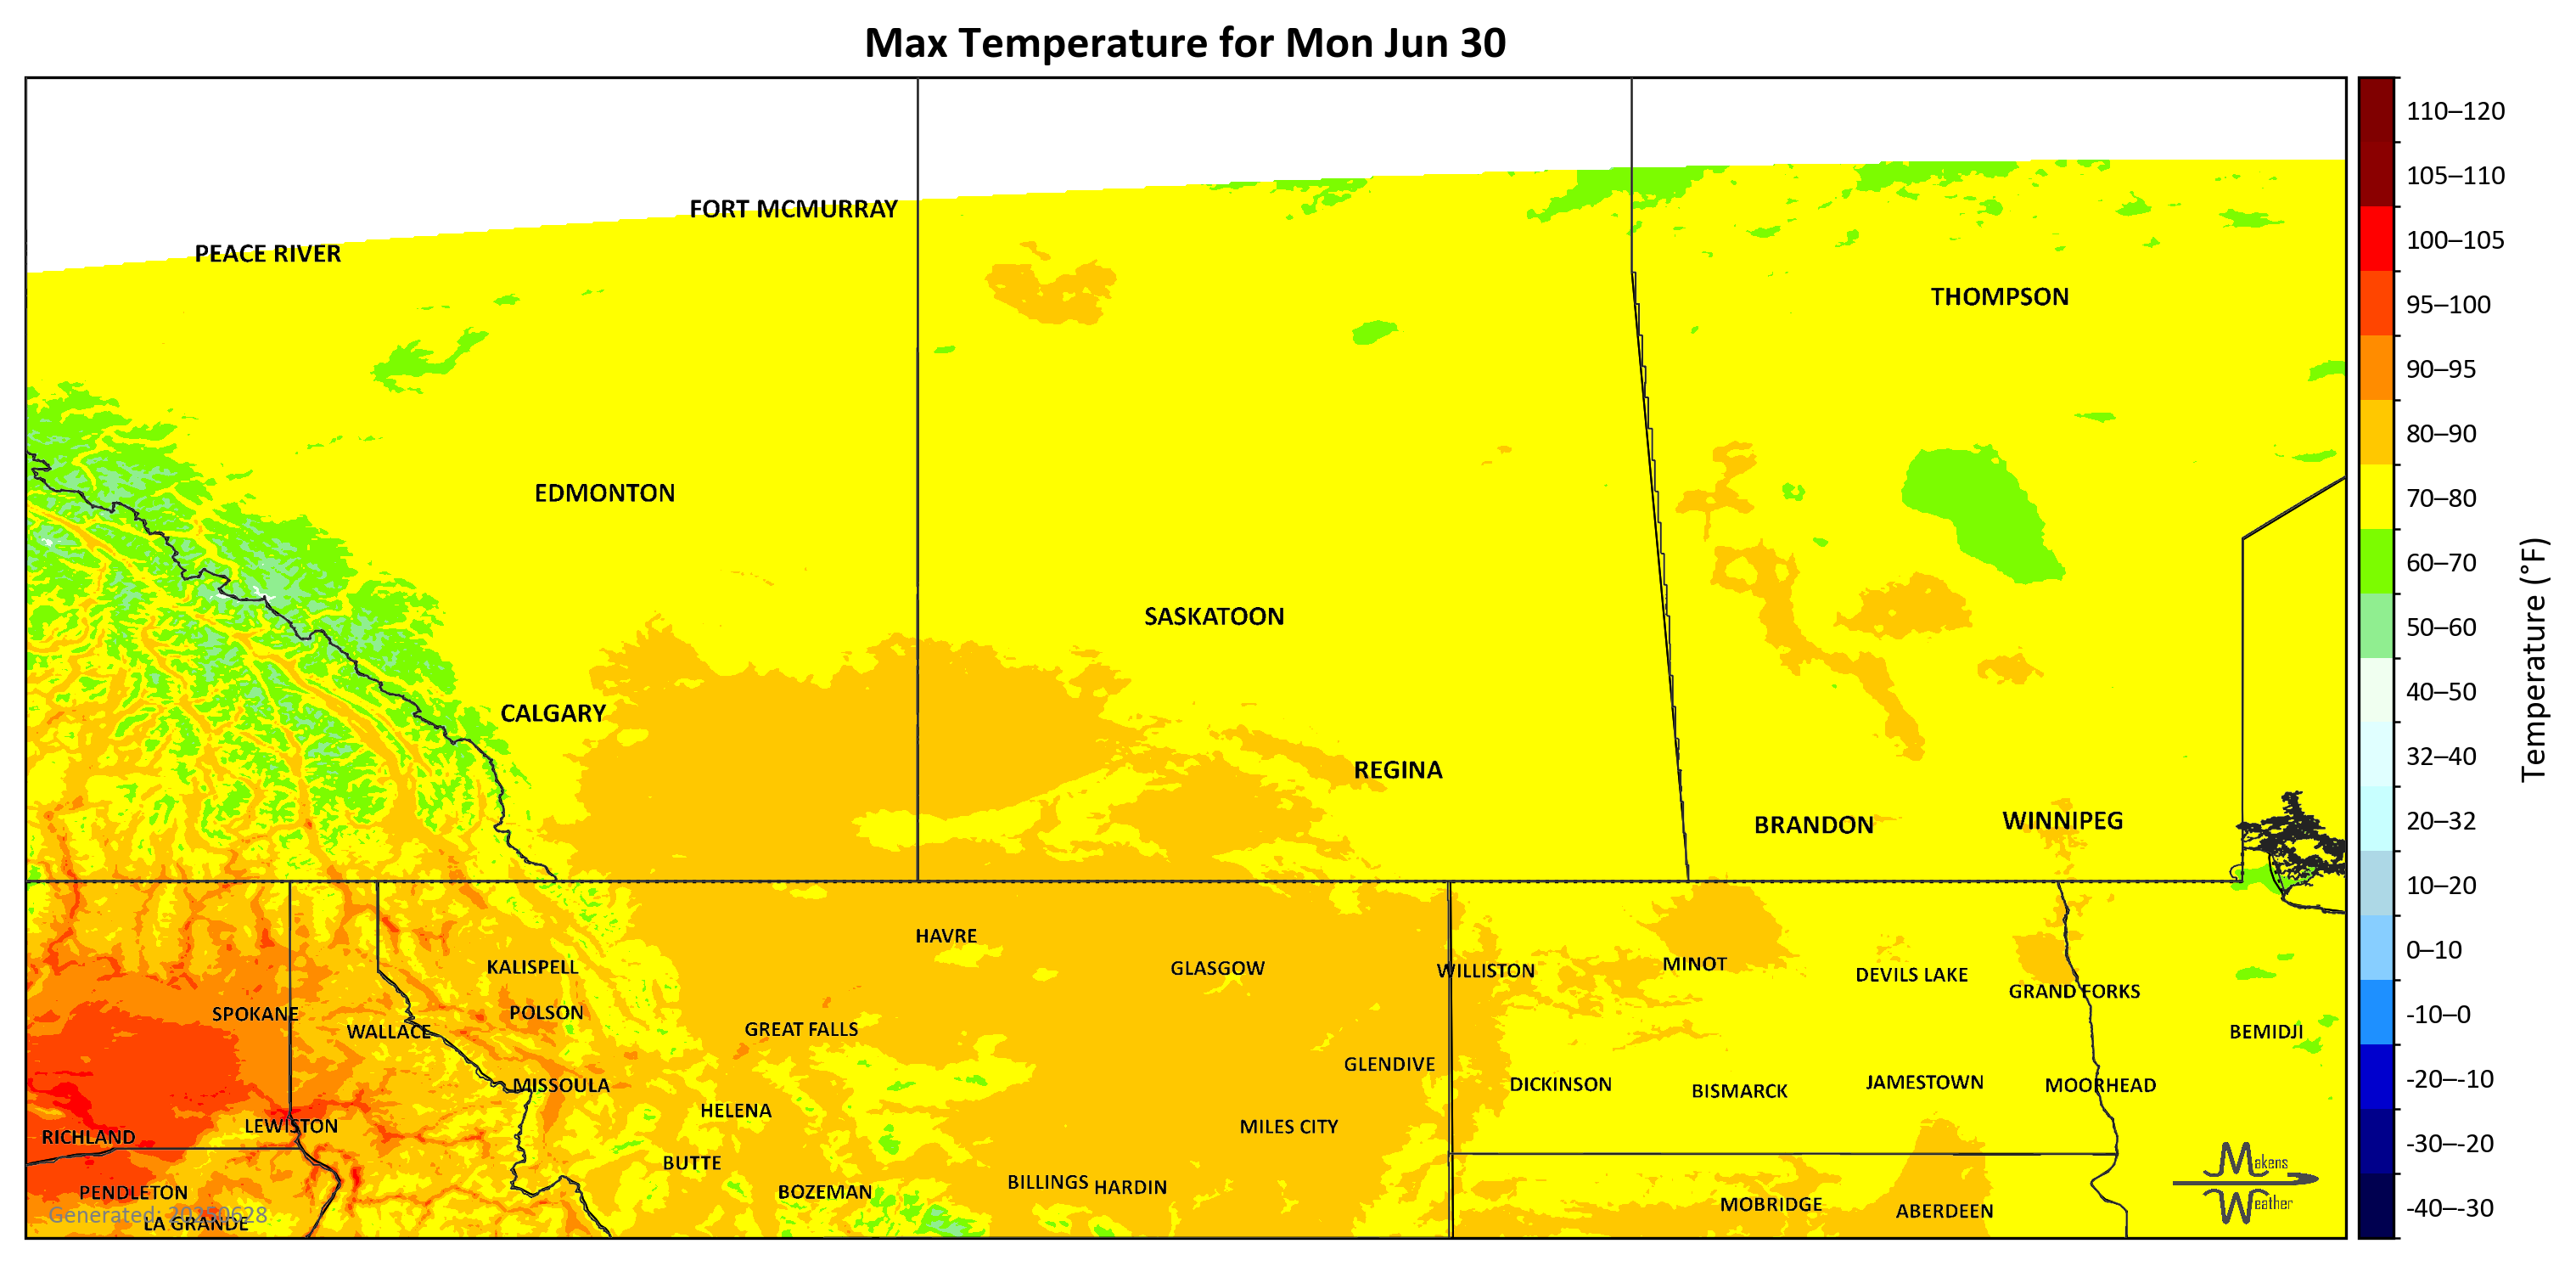 Max Temperature for Mon Jun 30
110–120
105–110
FORT MCMURRAY
100–105
PEACE RIVER
THOMPSON
95–100
90–95
80–90
EDMONTON
70–80
60–70
SASKATOON
50–60
Temperature (°F)
40–50
CALGARY
32–40
REGINA
20–32
BRANDON
WINNIPEG
10–20
HAVRE
0–10
KALISPELL
GLASGOW
WILLISTON
MINOT
DEVILS LAKE
GRAND FORKS
-10–0
SPOKANE
POLSON
WALLACE
GREAT FALLS
BEMIDJI
GLENDIVE
-20–-10
MISSOULA
DICKINSON
BISMARCK
JAMESTOWN
MOORHEAD
HELENA
LEWISTON
MILES CITY
RICHLAND
-30–-20
BUTTE
Makens
PENDLETON
BOZEMAN
BILLINGS
HARDIN
Weather
MOBRIDGE
ABERDEEN
-40–-30
Generated: 20250628
LA GRANDE